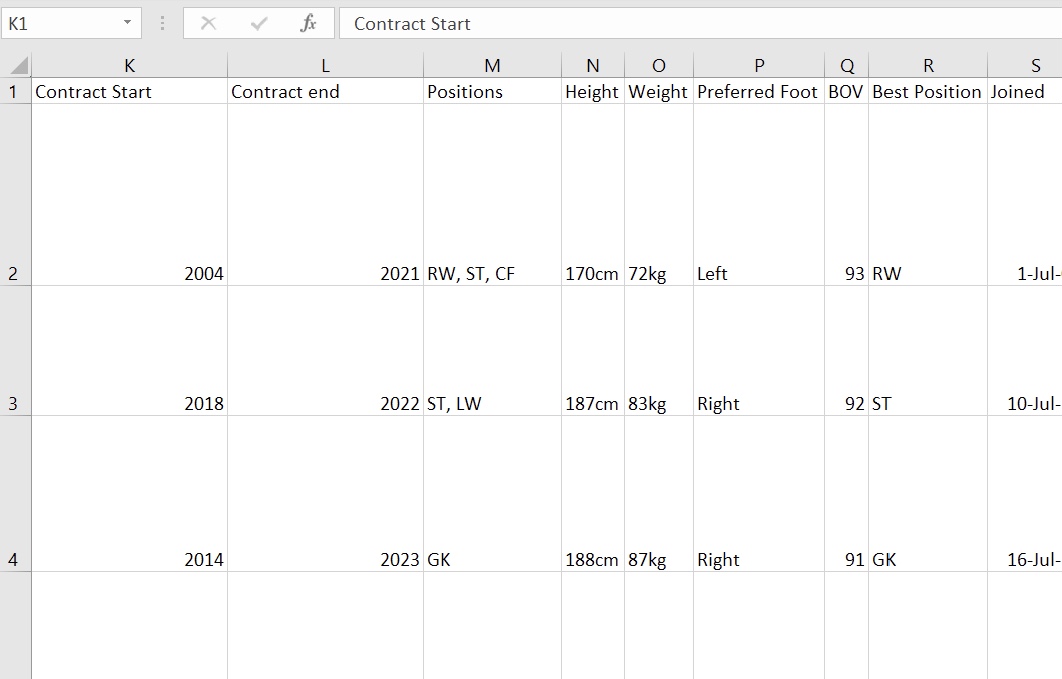 K1 fx Contract Start
K L M N O P Q R S
1 Contract Start Contract end Positions Height Weight Preferred Foot BOV Best Position Joined
2 2004 2021 RW, ST, CF 170cm 72kg Left 93 RW 1-Jul-
3 2018 2022 ST, LW 187cm 83kg Right 92 ST 10-Jul-
4 2014 2023 GK 188cm 87kg Right 91 GK 16-Jul-